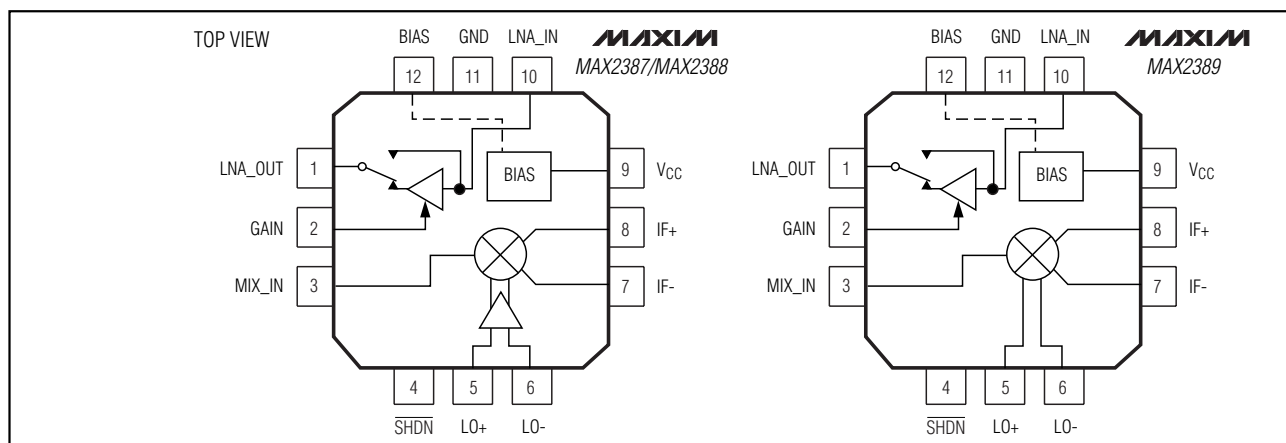 TOP VIEW
BIAS GND LNA_IN
MAXIM
MAX2387/MAX2388
12 11 10
LNA_OUT 1
GAIN 2
MIX_IN 3
BIAS
9 VCC
8 IF+
7 IF-
4 5 6
SHDN LO+ LO-
BIAS GND LNA_IN
MAXIM
MAX2389
12 11 10
LNA_OUT 1
GAIN 2
MIX_IN 3
BIAS
9 VCC
8 IF+
7 IF-
4 5 6
SHDN LO+ LO-